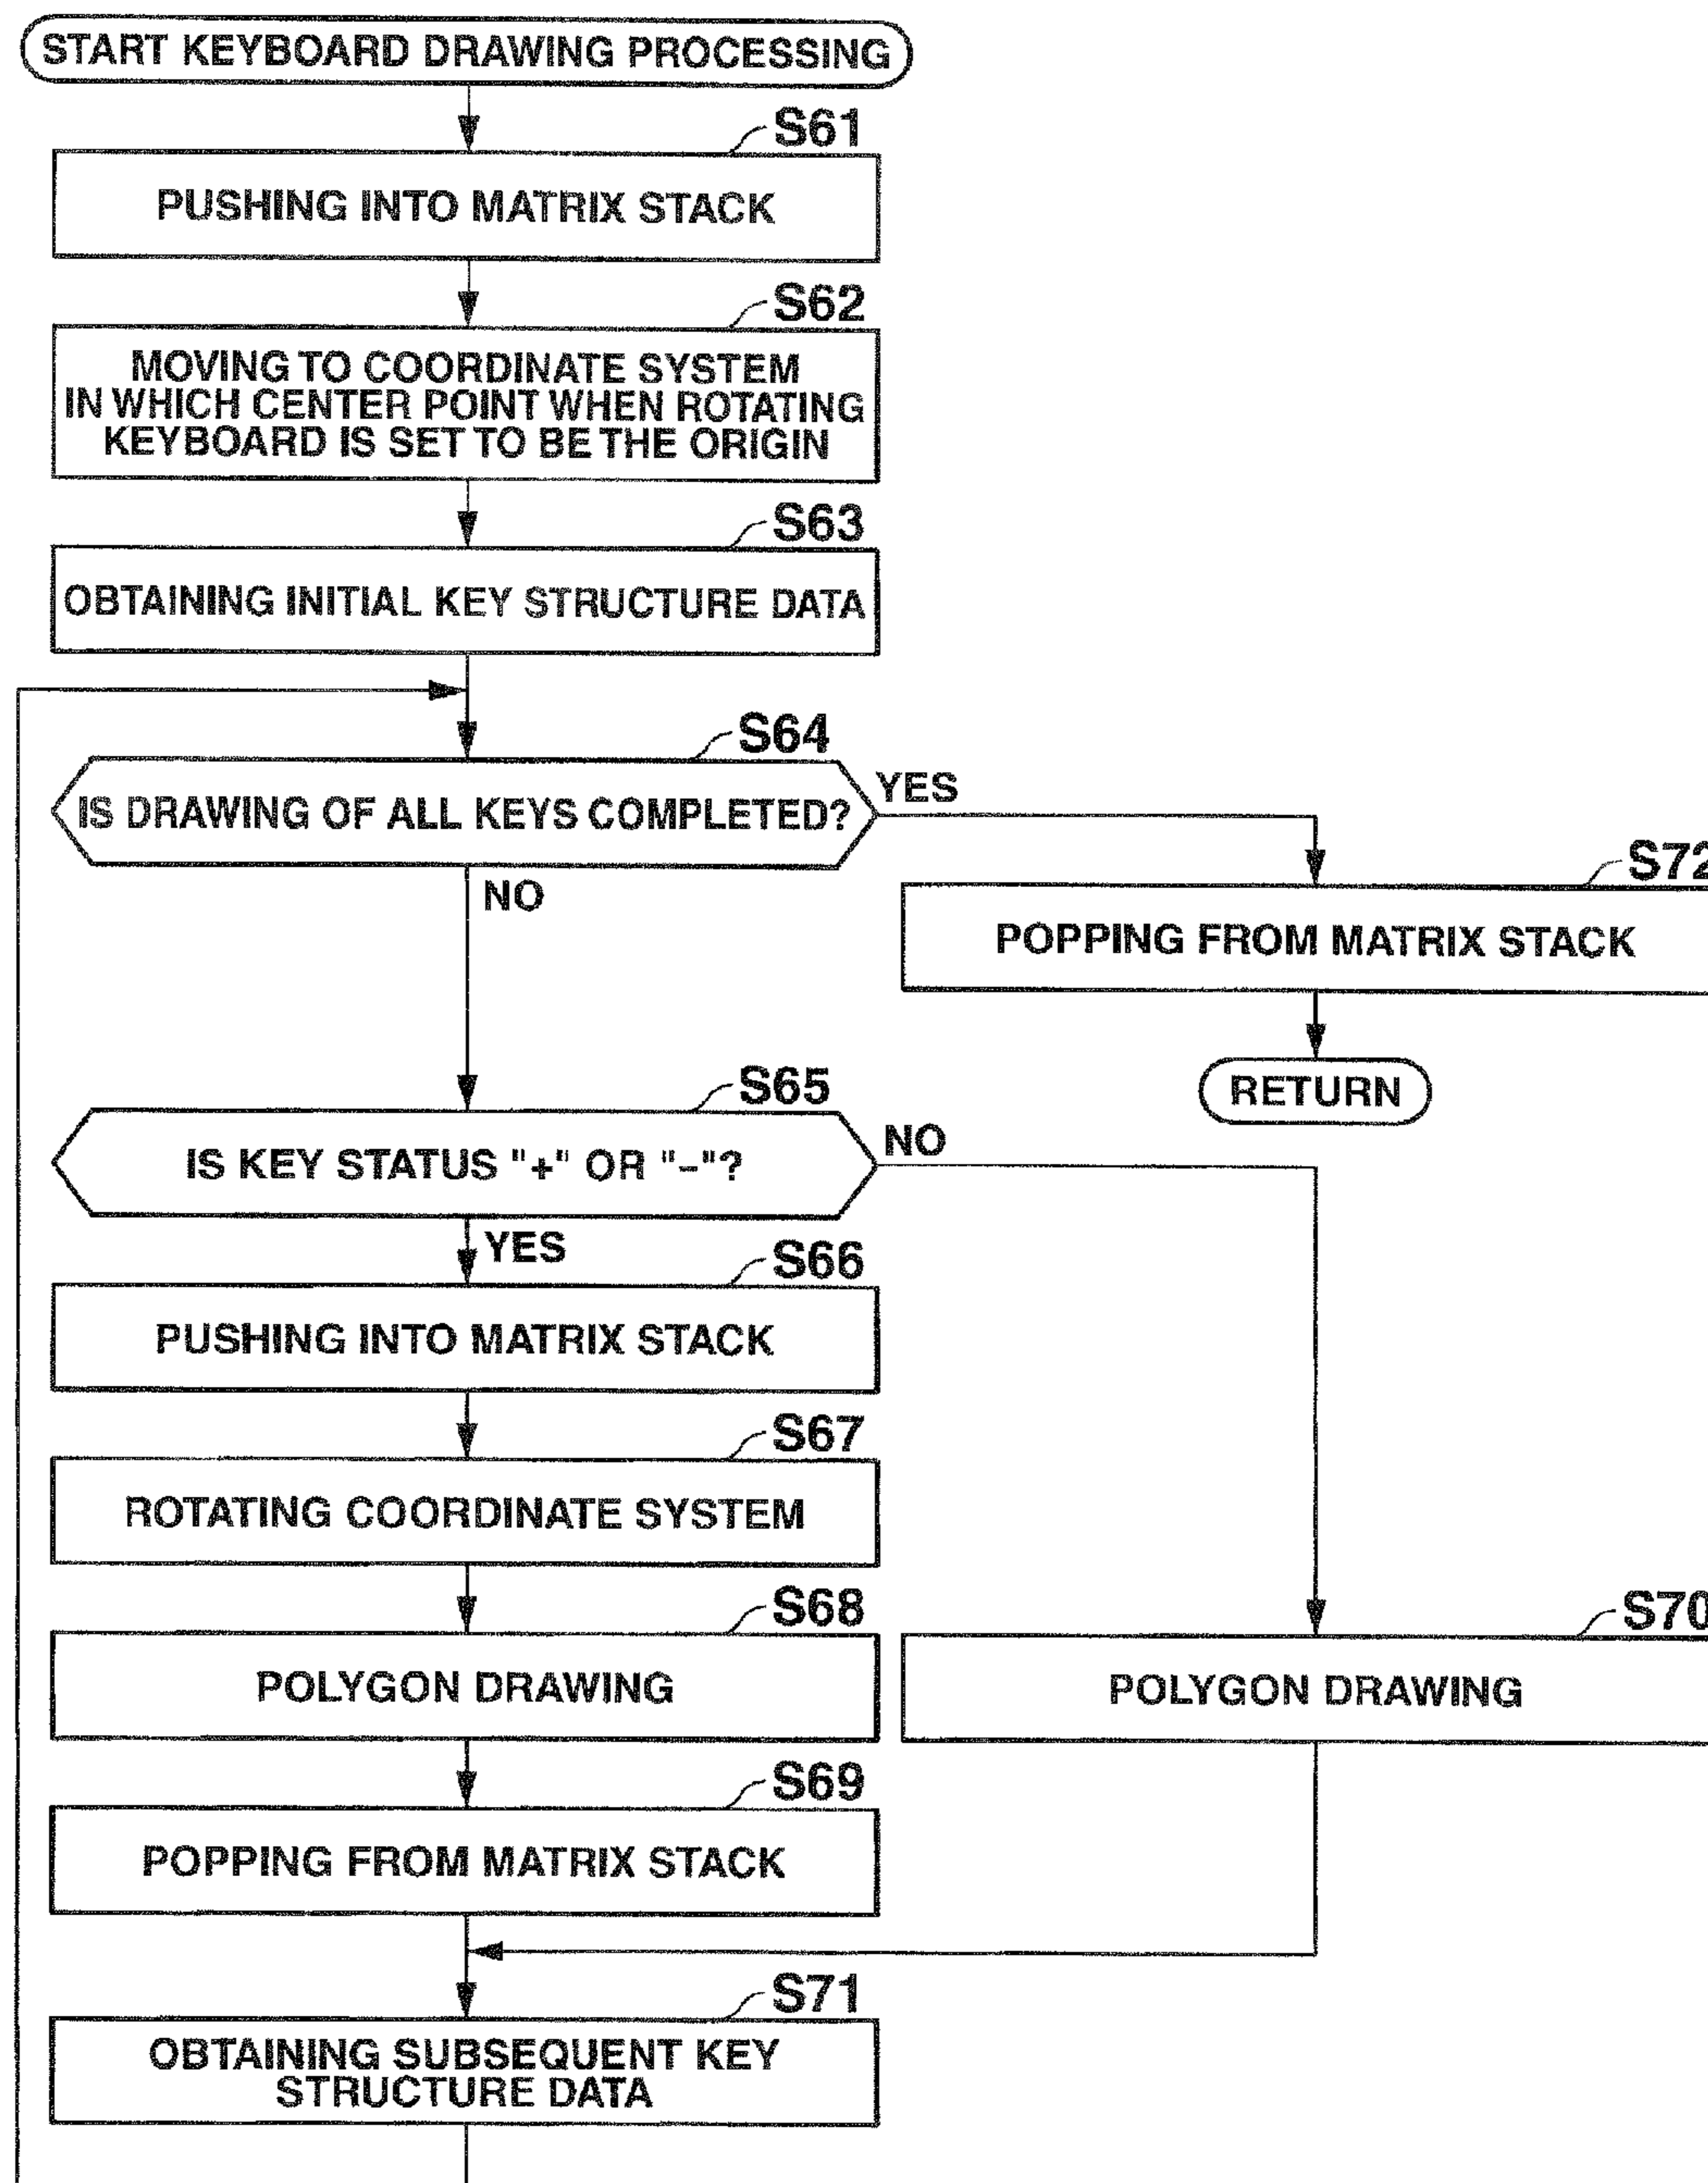 START KEYBOARD DRAWING PROCESSING
S61
PUSHING INTO MATRIX STACK
S62
MOVING TO COORDINATE SYSTEM
IN WHICH CENTER POINT WHEN ROTATING
KEYBOARD IS SET TO BE THE ORIGIN
S63
OBTAINING INITIAL KEY STRUCTURE DATA
S64
IS DRAWING OF ALL KEYS COMPLETED?
YES
NO
S72
POPPING FROM MATRIX STACK
RETURN
S65
IS KEY STATUS "+" OR "-"?
NO
YES
S66
PUSHING INTO MATRIX STACK
S67
ROTATING COORDINATE SYSTEM
S68
POLYGON DRAWING
S70
POLYGON DRAWING
S69
POPPING FROM MATRIX STACK
S71
OBTAINING SUBSEQUENT KEY
STRUCTURE DATA